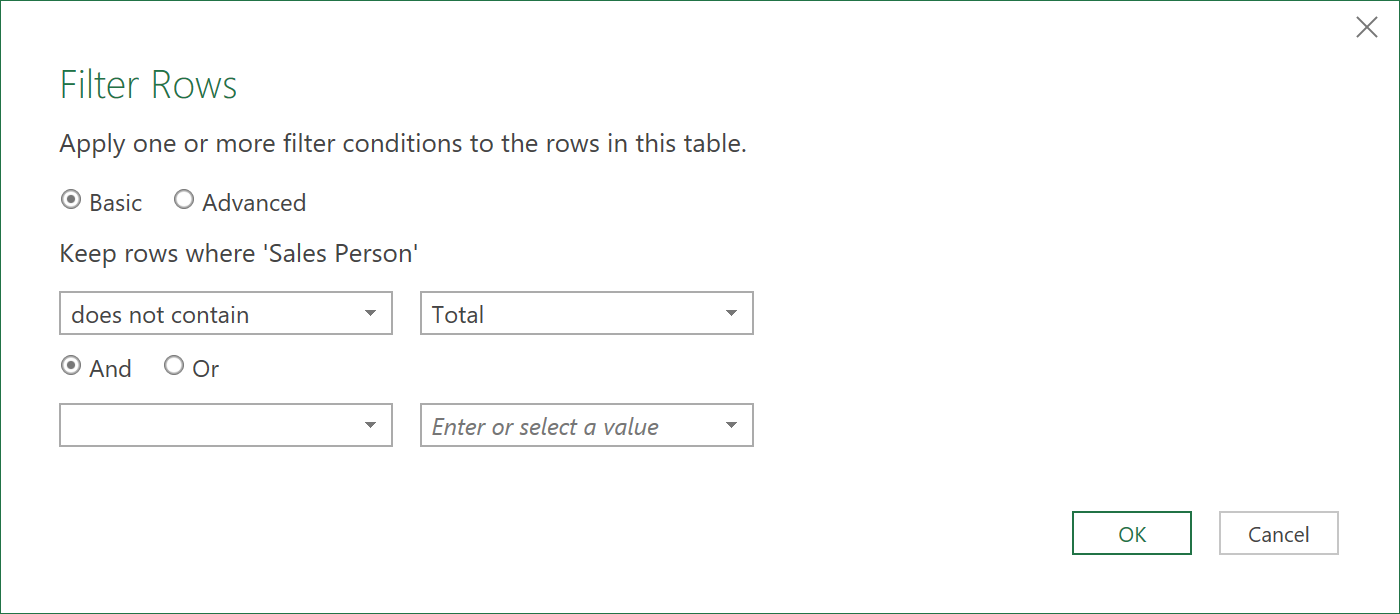 Filter Rows
Apply one or more filter conditions to the rows in this table.
Basic Advanced
Keep rows where 'Sales Person'
does not contain Total
And Or
Enter or select a value
OK Cancel